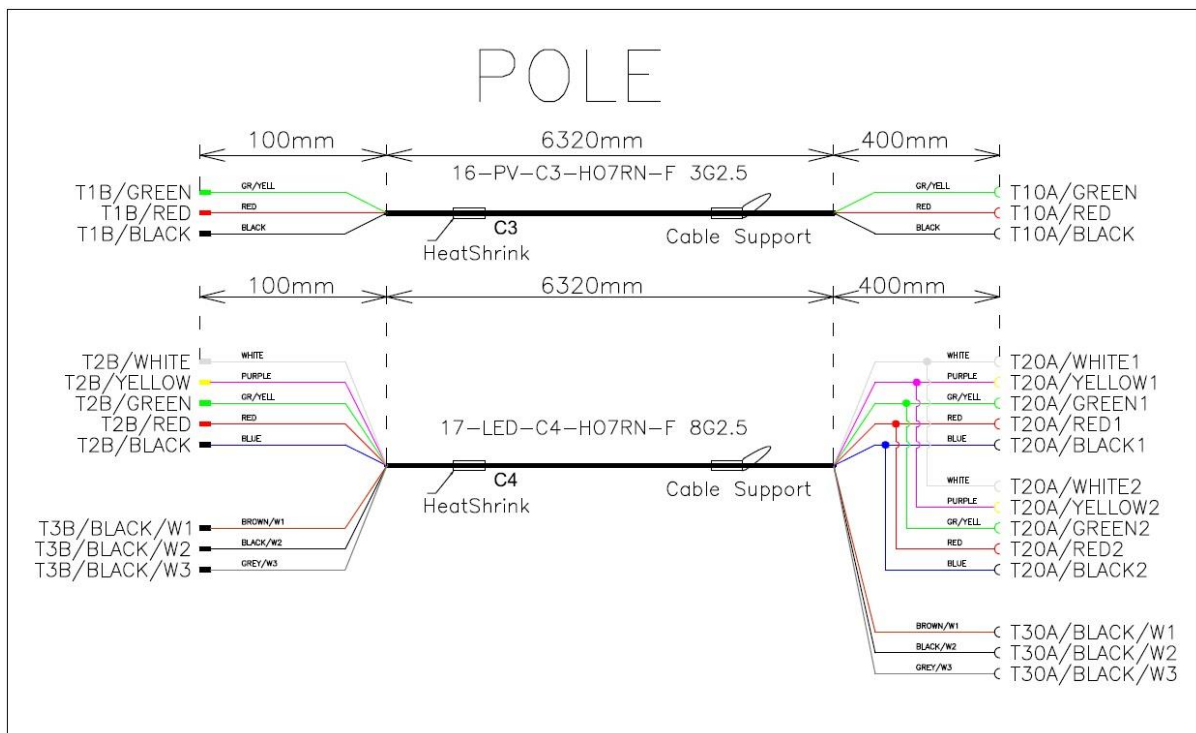 POLE
100mm 6320mm 400mm
16-PV-C3-HO7RN-F 3G2.5
T1B/GREEN GR/YELL GR/YELL T10A/GREEN
T1B/RED RED RED T10A/RED
T1B/BLACK BLACK BLACK T10A/BLACK
HeatShrink C3 Cable Support
100mm 6320mm 400mm
T2B/WHITE WHITE WHITE T20A/WHITE1
T2B/YELLOW PURPLE PURPLE T20A/YELLOW1
T2B/GREEN GR/YELL GR/YELL T20A/GREEN1
T2B/RED RED 17-LED-C4-HO7RN-F 8G2.5 RED T20A/RED1
T2B/BLACK BLUE BLUE T20A/BLACK1
HeatShrink C4 Cable Support
WHITE T20A/WHITE2
PURPLE T20A/YELLOW2
T3B/BLACK/W1 BROWN/W1 GR/YELL T20A/GREEN2
T3B/BLACK/W2 BLACK/W2 RED T20A/RED2
T3B/BLACK/W3 GREY/W3 BLUE T20A/BLACK2
BROWN/W1 T30A/BLACK/W1
BLACK/W2 T30A/BLACK/W2
GREY/W3 T30A/BLACK/W3